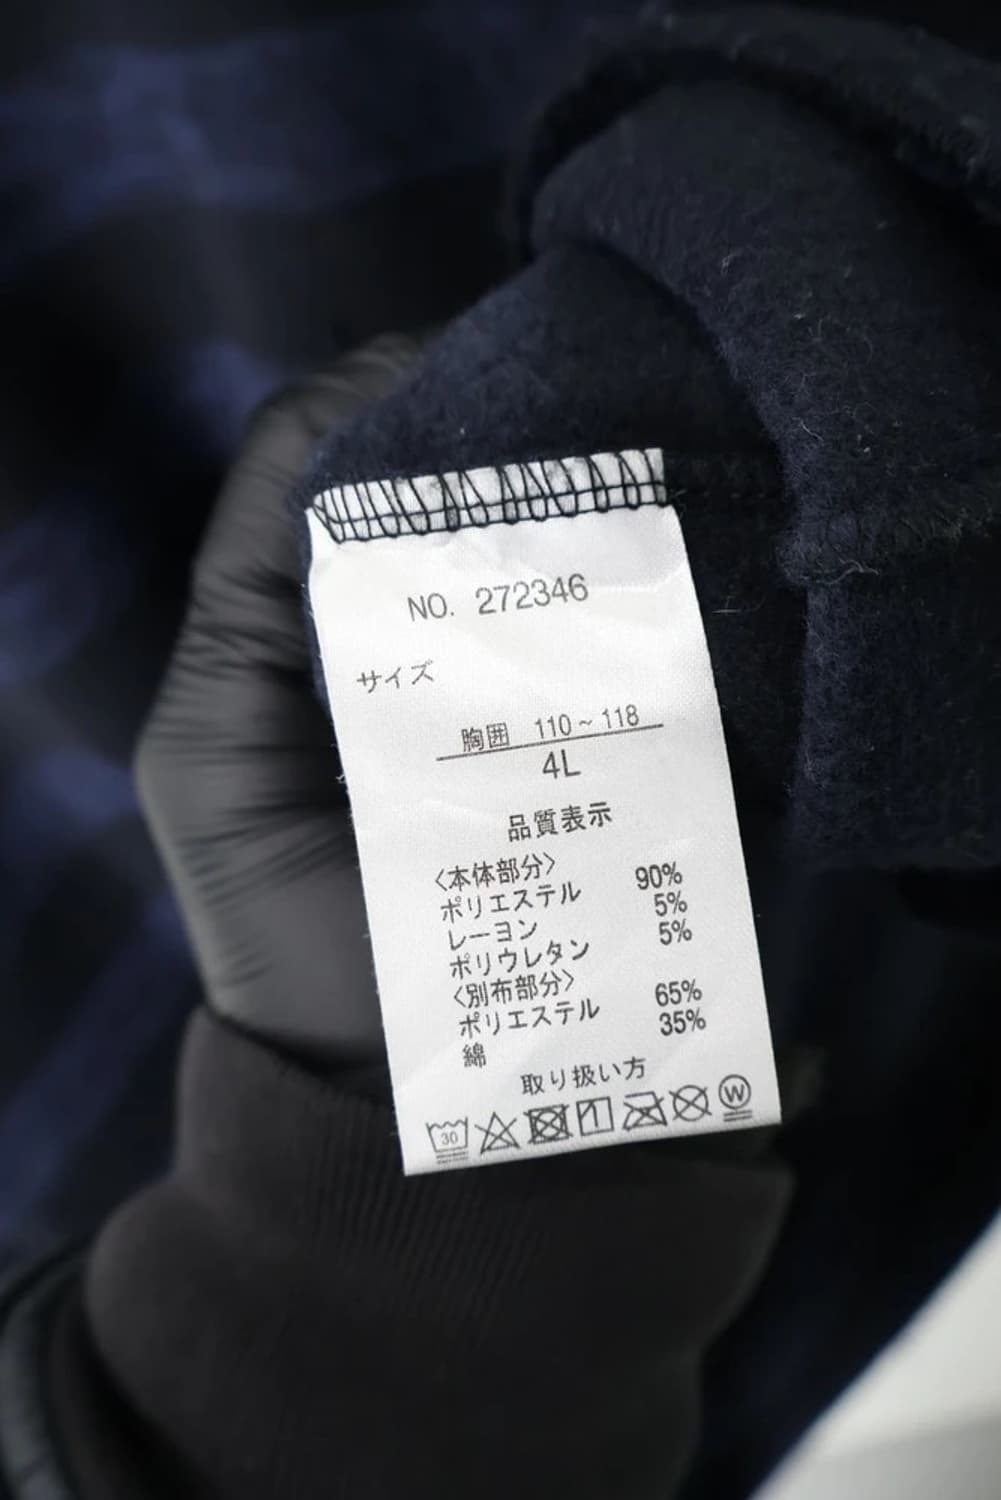 NO. 272346
サイズ
胸囲 110～118
4L
品質表示
〈本体部分〉
ポリエステル 90%
レーヨン 5%
ポリウレタン 5%
〈別布部分〉
ポリエステル 65%
綿 35%
取り扱い方
30
W